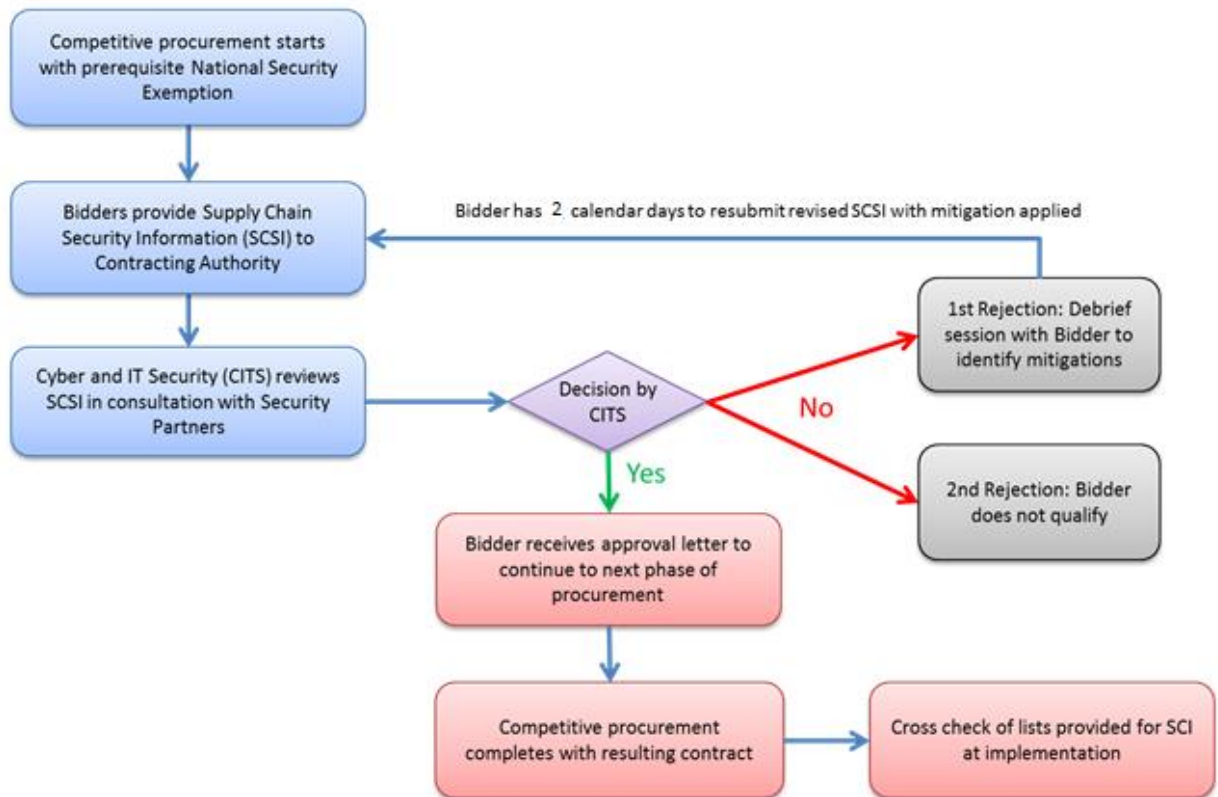 Competitive procurement starts
with prerequisite National Security
Exemption
Bidders provide Supply Chain
Security Information (SCSI) to
Contracting Authority
Bidder has 2 calendar days to resubmit revised SCSI with mitigation applied
1st Rejection: Debrief
session with Bidder to
identify mitigations
Cyber and IT Security (CITS) reviews
SCSI in consultation with Security
Partners
Decision by
CITS
No
Yes
2nd Rejection: Bidder
does not qualify
Bidder receives approval letter to
continue to next phase of
procurement
Competitive procurement
completes with resulting contract
Cross check of lists provided for SCI
at implementation